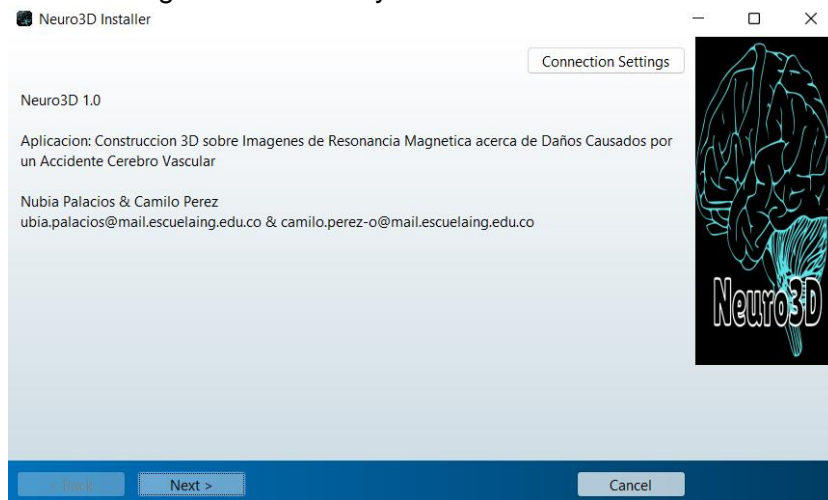 Neuro3D Installer
Connection Settings
Neuro3D 1.0
Aplicacion: Construccion 3D sobre Imagenes de Resonancia Magnetica acerca de Daños Causados por
un Accidente Cerebro Vascular
Nubia Palacios & Camilo Perez
ubia.palacios@mail.escuelaing.edu.co & camilo.perez-o@mail.escuelaing.edu.co
Neuro3D
< Back
Next >
Cancel